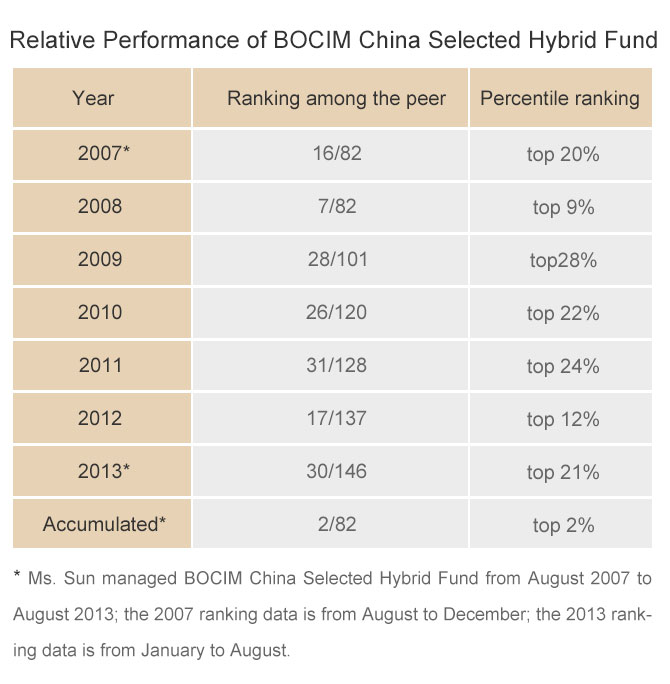 Relative Performance of BOCIM China Selected Hybrid Fund
Year Ranking among the peer Percentile ranking
2007* 16/82 top 20%
2008 7/82 top 9%
2009 28/101 top28%
2010 26/120 top 22%
2011 31/128 top 24%
2012 17/137 top 12%
2013* 30/146 top 21%
Accumulated* 2/82 top 2%
* Ms. Sun managed BOCIM China Selected Hybrid Fund from August 2007 to
August 2013; the 2007 ranking data is from August to December; the 2013 rank-
ing data is from January to August.